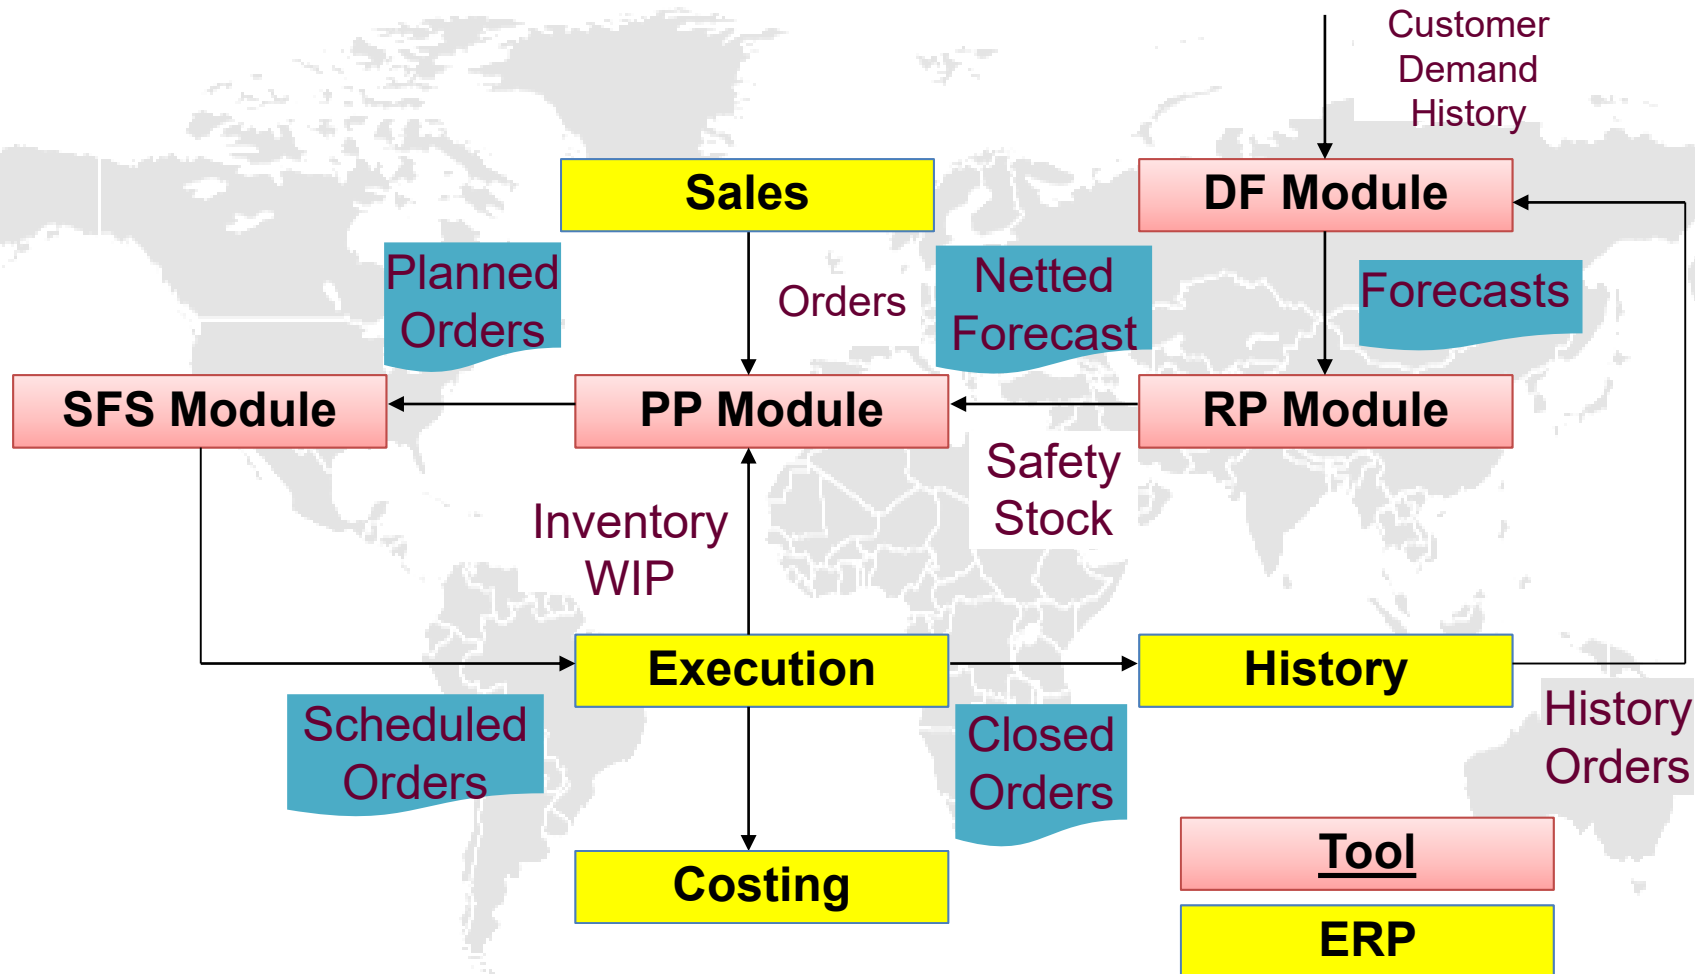 Customer
Demand
History
Sales
DF Module
Planned
Orders
Orders
Netted
Forecast
Forecasts
SFS Module
PP Module
RP Module
Safety
Stock
Inventory
WIP
Execution
History
Scheduled
Orders
Closed
Orders
History
Orders
Tool
Costing
ERP